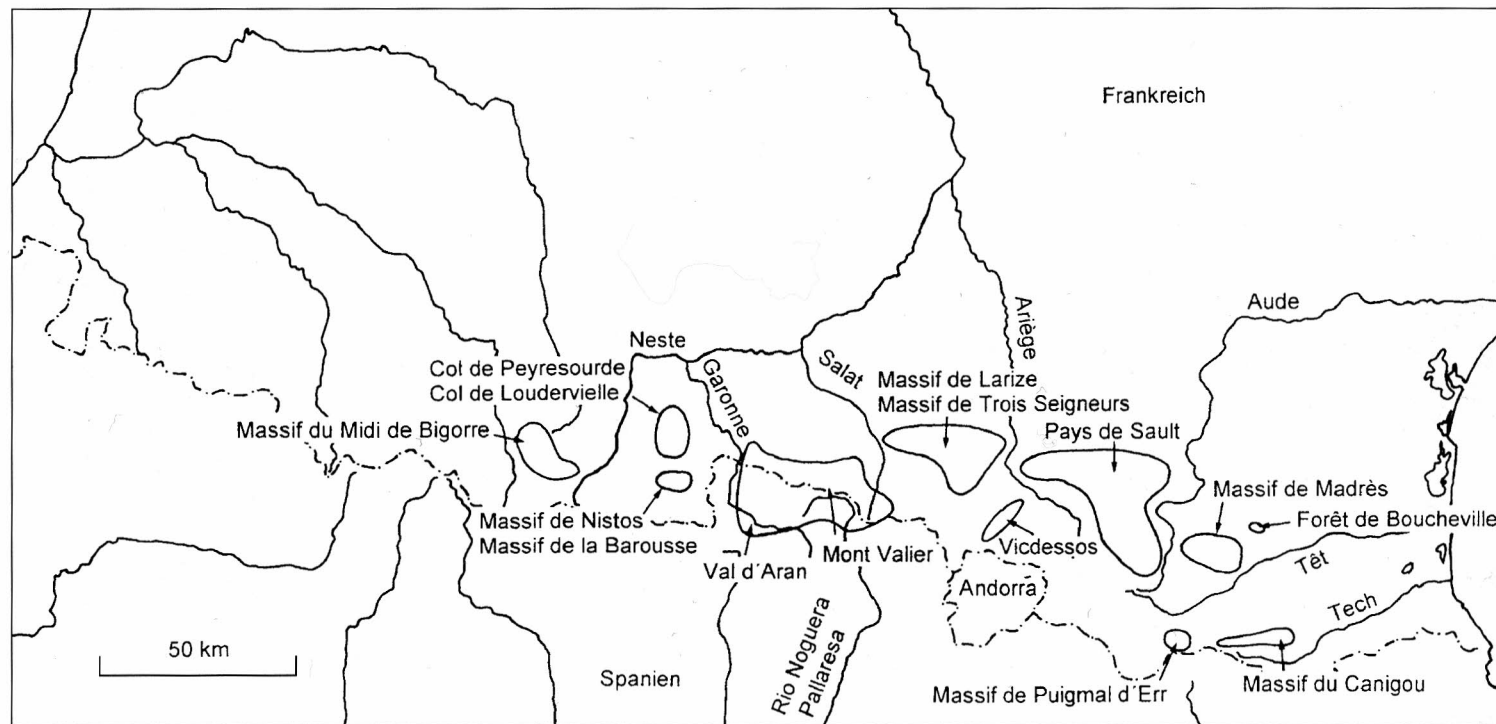 Frankreich
Aude
Ariège
Neste
Garonne
Salat
Col de Peyresourde
Col de Loudervielle
Massif de Larize
Massif de Trois Seigneurs
Massif du Midi de Bigorre
Pays de Sault
Massif de Madrès
Forêt de Boucheville
Massif de Nistos
Massif de la Barousse
Mont Valier
Vicdessos
Val d´Aran
Andorra
Têt
Tech
50 km
Spanien
Rio Noguera
Pallaresa
Massif de Puigmal d´Err
Massif du Canigou